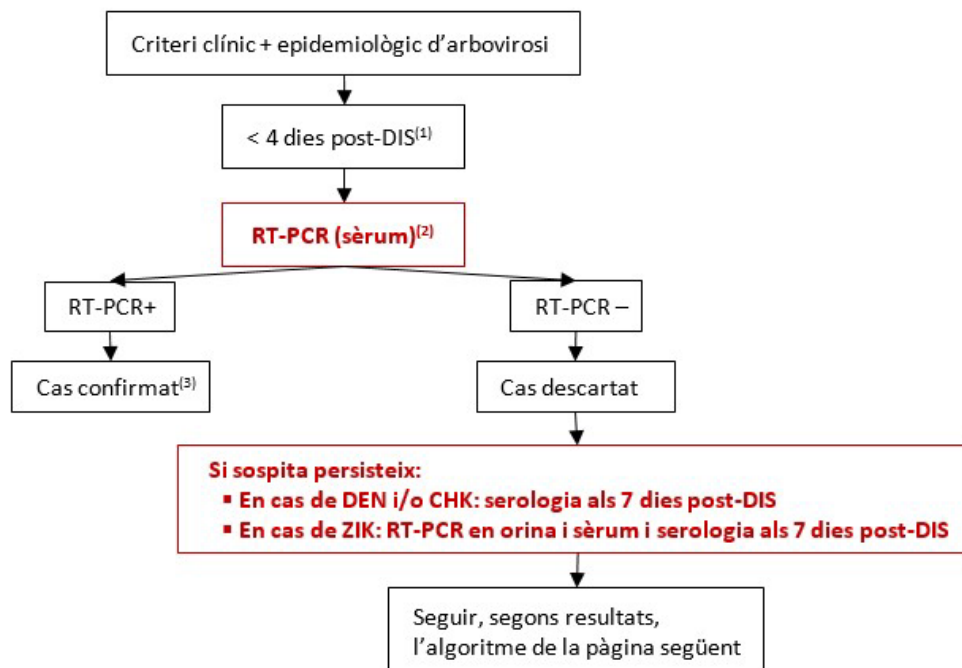 Criteri clínic + epidemiològic d’arbovirosi
< 4 dies post-DIS(1)
RT-PCR (sèrum)(2)
RT-PCR+
RT-PCR –
Cas confirmat(3)
Cas descartat
Si sospita persisteix:
▪ En cas de DEN i/o CHK: serologia als 7 dies post-DIS
▪ En cas de ZIK: RT-PCR en orina i sèrum i serologia als 7 dies post-DIS
Seguir, segons resultats,
l’algoritme de la pàgina següent